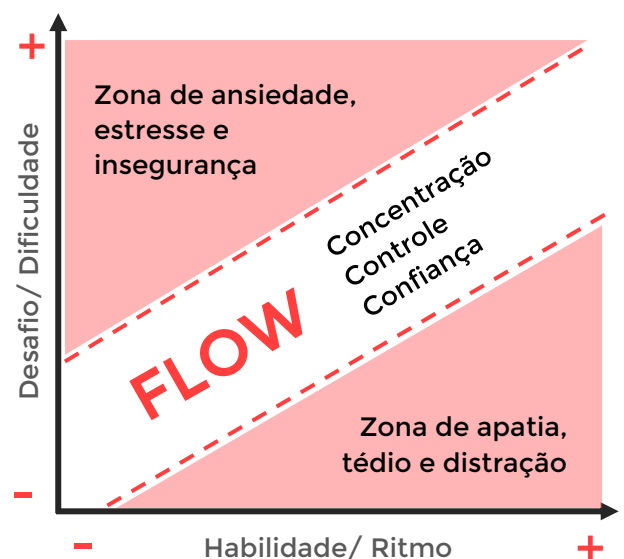 +
Zona de ansiedade,
estresse e
insegurança
Desafio/ Dificuldade
Concentração
Controle
Confiança
FLOW
Zona de apatia,
tédio e distração
-
-
Habilidade/ Ritmo
+